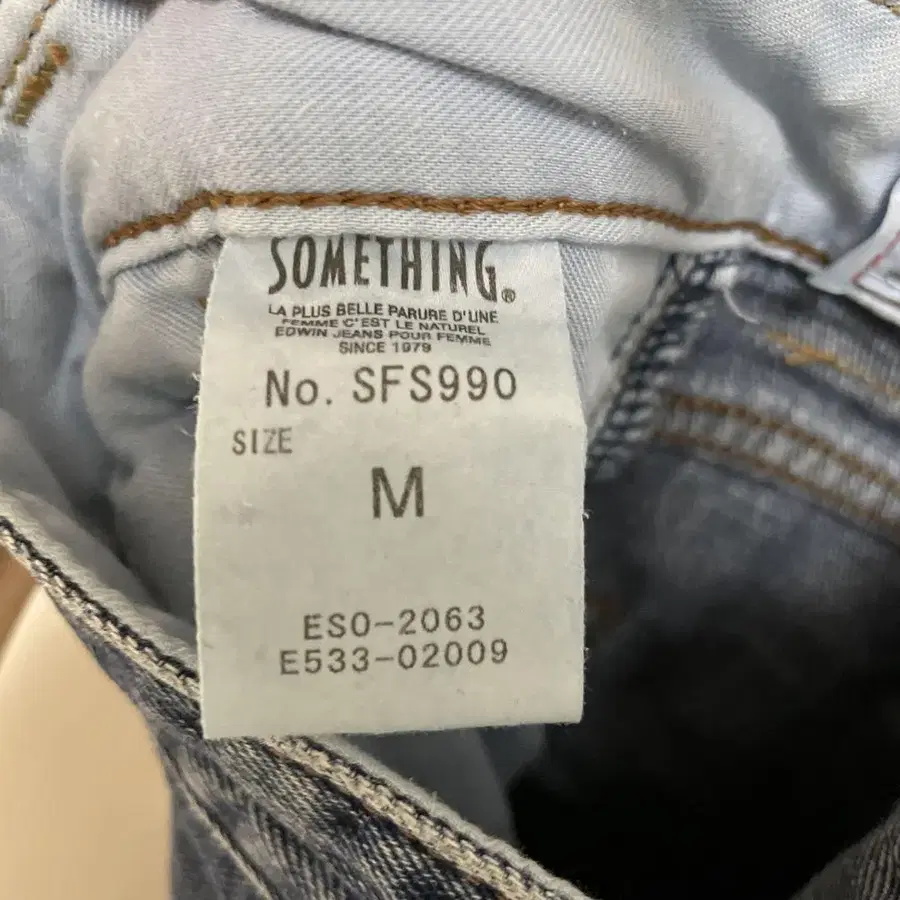 SOMETHING®
LA PLUS BELLE PARURE D'UNE
FEMME C'EST LE NATUREL
EDWIN JEANS POUR FEMME
SINCE 1979
No. SFS990
SIZE
M
ESO-2063
E533-02009